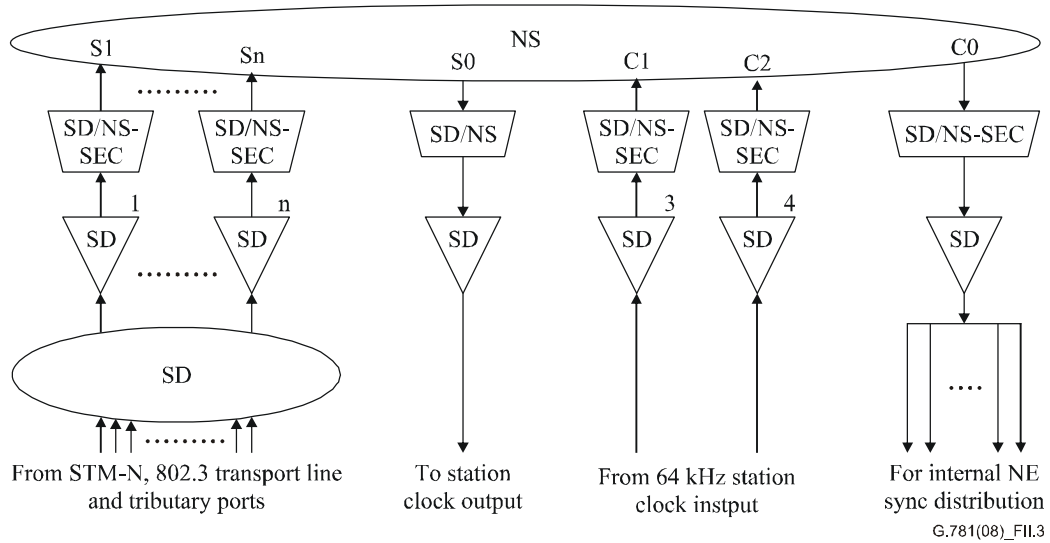 NS
S1
Sn
S0
C1
C2
C0
SD/NS-
SEC
SD/NS-
SEC
SD/NS
SD/NS-
SEC
SD/NS-
SEC
SD/NS-SEC
1
n
3
4
SD
SD
SD
SD
SD
SD
SD
From STM-N, 802.3 transport line
and tributary ports
To station
clock output
From 64 kHz station
clock instput
For internal NE
sync distribution
G.781(08)_FII.3